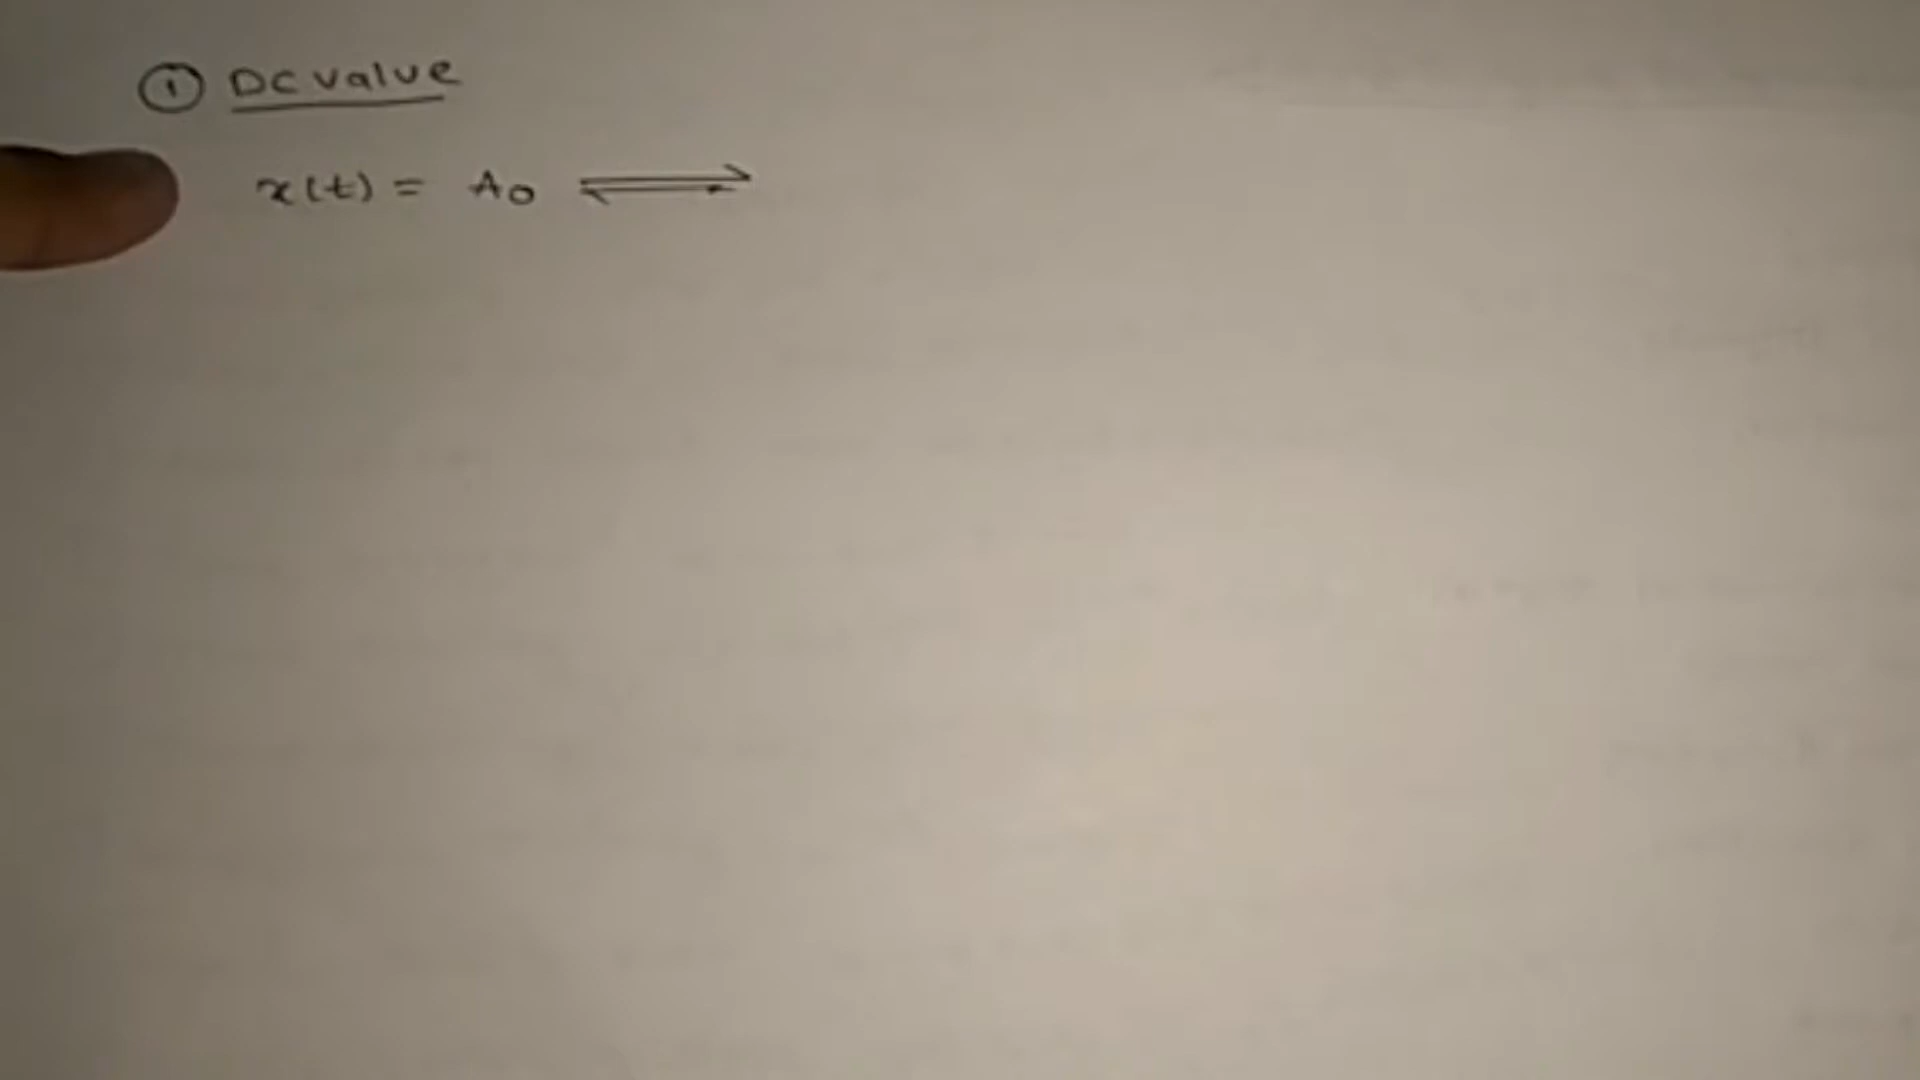 ① DC value
x(t) = A₀ ⇌